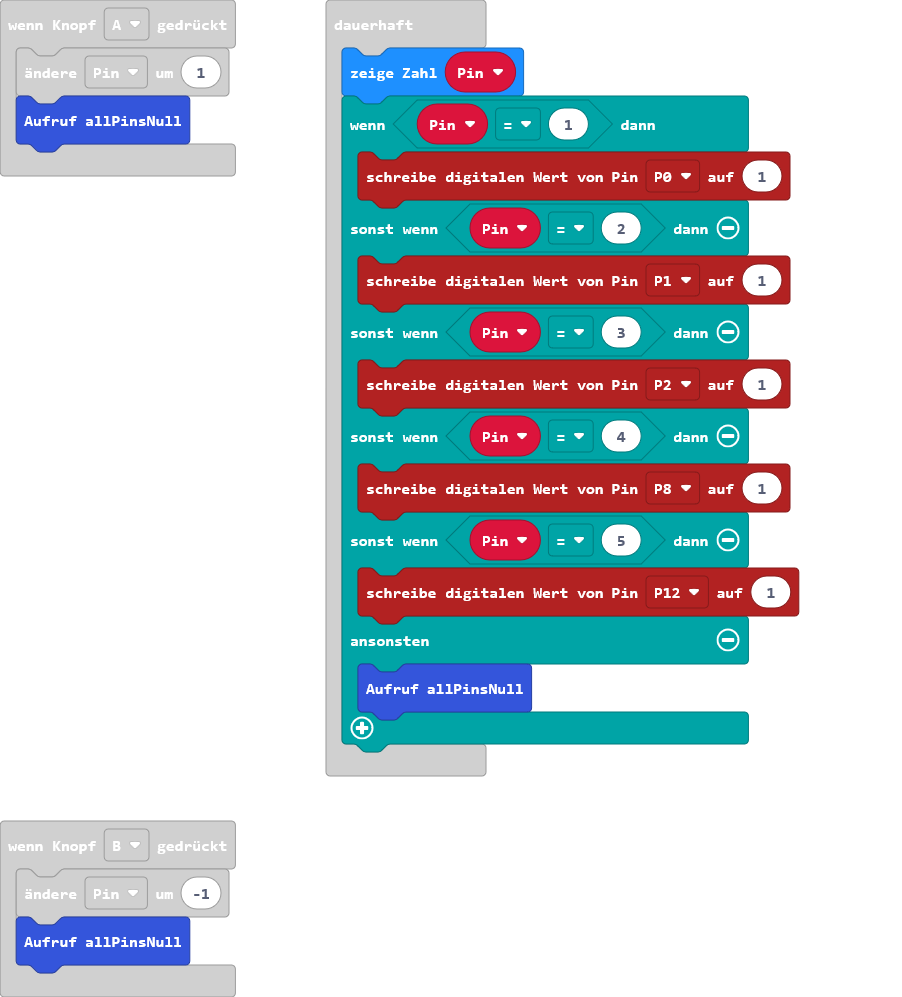 wenn Knopf A gedrückt
ändere Pin um 1
Aufruf allPinsNull
dauerhaft
zeige Zahl Pin
wenn Pin = 1 dann
schreibe digitalen Wert von Pin P0 auf 1
sonst wenn Pin = 2 dann
schreibe digitalen Wert von Pin P1 auf 1
sonst wenn Pin = 3 dann
schreibe digitalen Wert von Pin P2 auf 1
sonst wenn Pin = 4 dann
schreibe digitalen Wert von Pin P8 auf 1
sonst wenn Pin = 5 dann
schreibe digitalen Wert von Pin P12 auf 1
ansonsten
Aufruf allPinsNull
wenn Knopf B gedrückt
ändere Pin um -1
Aufruf allPinsNull